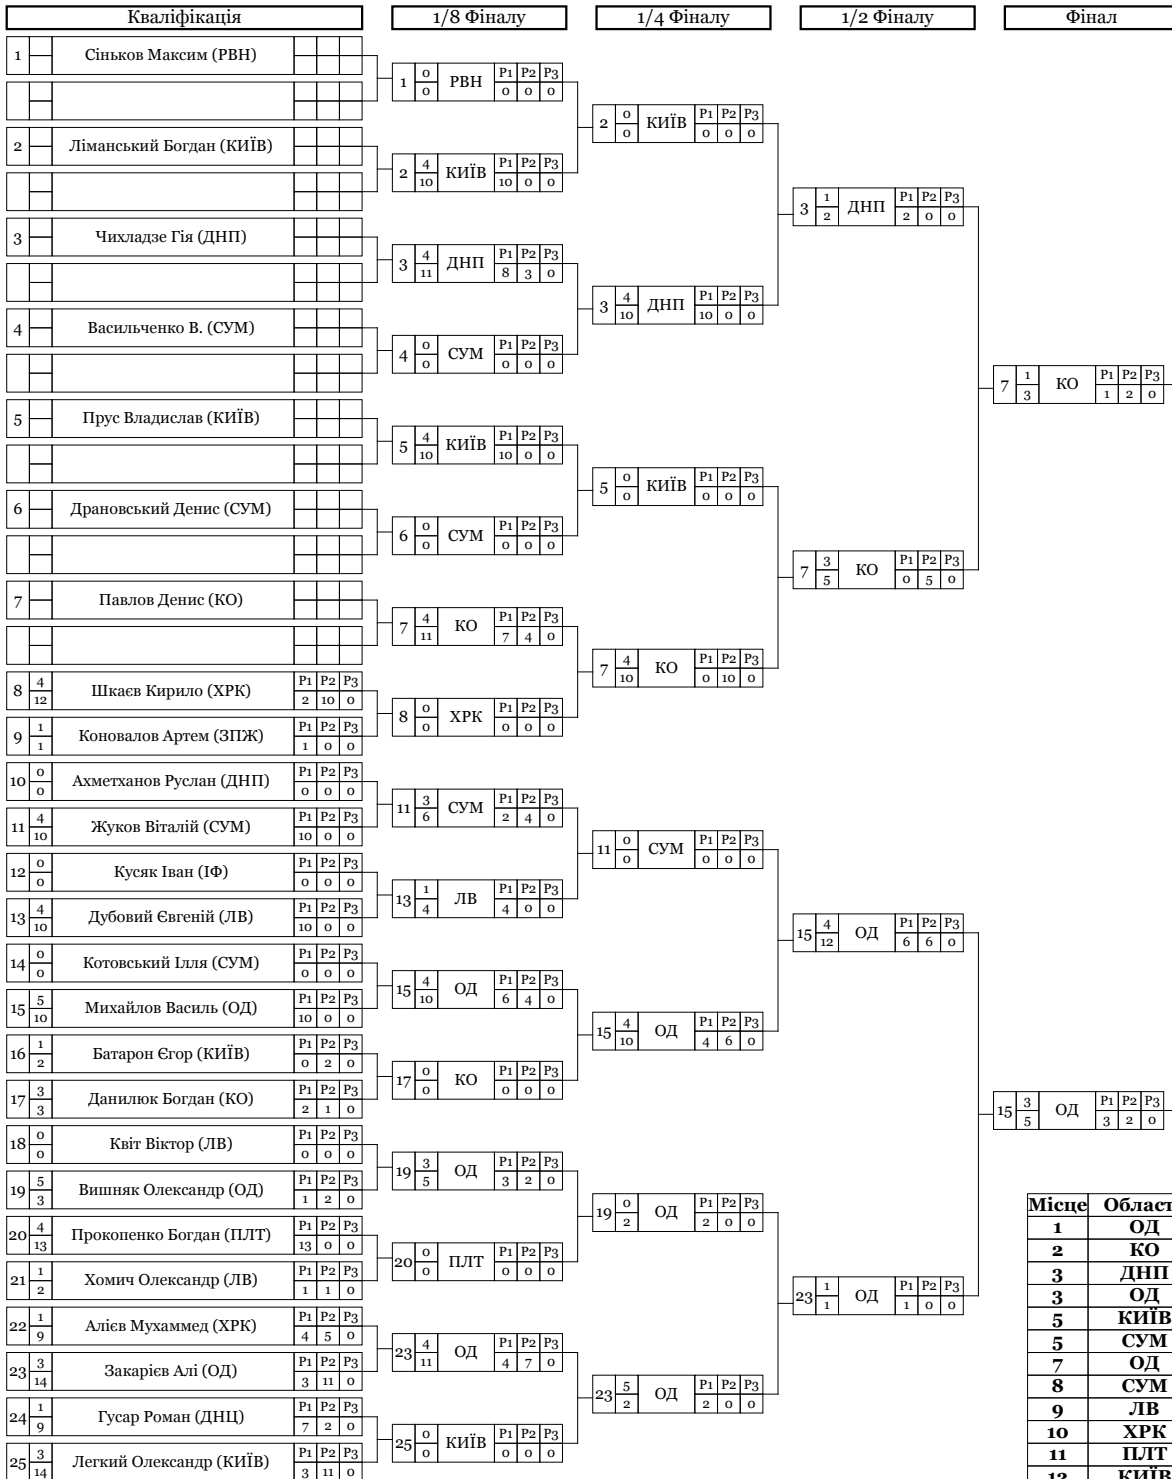 Кваліфікація
1/8 Фіналу
1/4 Фіналу
1/2 Фіналу
Фінал
1 Сіньков Максим (РВН)
2 Ліманський Богдан (КИЇВ)
3 Чихладзе Гія (ДНП)
4 Васильченко В. (СУМ)
5 Прус Владислав (КИЇВ)
6 Драновський Денис (СУМ)
7 Павлов Денис (КО)
8 4 12 Шкаєв Кирило (ХРК) P1 P2 P3 2 10 0
9 1 1 Коновалов Артем (ЗПЖ) P1 P2 P3 1 0 0
10 0 0 Ахметханов Руслан (ДНП) P1 P2 P3 0 0 0
11 4 10 Жуков Віталій (СУМ) P1 P2 P3 10 0 0
12 0 0 Кусяк Іван (ІФ) P1 P2 P3 0 0 0
13 4 10 Дубовий Євгеній (ЛВ) P1 P2 P3 10 0 0
14 0 0 Котовський Ілля (СУМ) P1 P2 P3 0 0 0
15 5 10 Михайлов Василь (ОД) P1 P2 P3 10 0 0
16 1 2 Батарон Єгор (КИЇВ) P1 P2 P3 0 2 0
17 3 3 Данилюк Богдан (КО) P1 P2 P3 2 1 0
18 0 0 Квіт Віктор (ЛВ) P1 P2 P3 0 0 0
19 5 3 Вишняк Олександр (ОД) P1 P2 P3 1 2 0
20 4 13 Прокопенко Богдан (ПЛТ) P1 P2 P3 13 0 0
21 1 2 Хомич Олександр (ЛВ) P1 P2 P3 1 1 0
22 1 9 Алієв Мухаммед (ХРК) P1 P2 P3 4 5 0
23 3 14 Закарієв Алі (ОД) P1 P2 P3 3 11 0
24 1 9 Гусар Роман (ДНЦ) P1 P2 P3 7 2 0
25 3 14 Легкий Олександр (КИЇВ) P1 P2 P3 3 11 0
1 0 0 РВН P1 P2 P3 0 0 0
2 4 10 КИЇВ P1 P2 P3 10 0 0
3 4 11 ДНП P1 P2 P3 8 3 0
4 0 0 СУМ P1 P2 P3 0 0 0
5 4 10 КИЇВ P1 P2 P3 10 0 0
6 0 0 СУМ P1 P2 P3 0 0 0
7 4 11 КО P1 P2 P3 7 4 0
8 0 0 ХРК P1 P2 P3 0 0 0
11 3 6 СУМ P1 P2 P3 2 4 0
13 1 4 ЛВ P1 P2 P3 4 0 0
15 4 10 ОД P1 P2 P3 6 4 0
17 0 0 КО P1 P2 P3 0 0 0
19 3 5 ОД P1 P2 P3 3 2 0
20 0 0 ПЛТ P1 P2 P3 0 0 0
23 4 11 ОД P1 P2 P3 4 7 0
25 0 0 КИЇВ P1 P2 P3 0 0 0
2 0 0 КИЇВ P1 P2 P3 0 0 0
3 4 10 ДНП P1 P2 P3 10 0 0
5 0 0 КИЇВ P1 P2 P3 0 0 0
7 4 10 КО P1 P2 P3 0 10 0
11 0 0 СУМ P1 P2 P3 0 0 0
15 4 10 ОД P1 P2 P3 4 6 0
19 0 2 ОД P1 P2 P3 2 0 0
23 5 2 ОД P1 P2 P3 2 0 0
3 1 2 ДНП P1 P2 P3 2 0 0
7 3 5 КО P1 P2 P3 0 5 0
15 4 12 ОД P1 P2 P3 6 6 0
23 1 1 ОД P1 P2 P3 1 0 0
7 1 3 КО P1 P2 P3 1 2 0
15 3 5 ОД P1 P2 P3 3 2 0
Місце Област
1 ОД
2 КО
3 ДНП
3 ОД
5 КИЇВ
5 СУМ
7 ОД
8 СУМ
9 ЛВ
10 ХРК
11 ПЛТ
12 КИЇВ